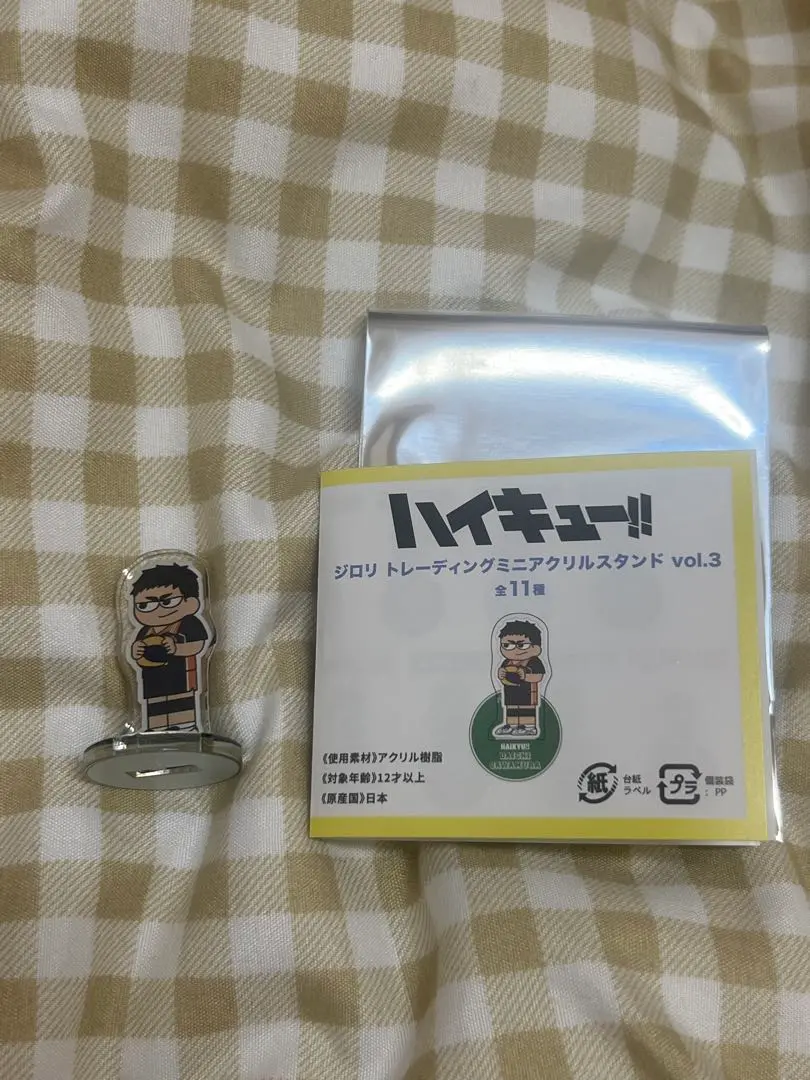 ハイキュー!!
ジロリ トレーディングミニアクリルスタンド vol.3
全11種
HAIKYU!!
DAICHI
SAWAMURA
《使用素材》アクリル樹脂
《対象年齢》12才以上
《原産国》日本
紙
台紙
ラベル
プラ
個装袋
: PP